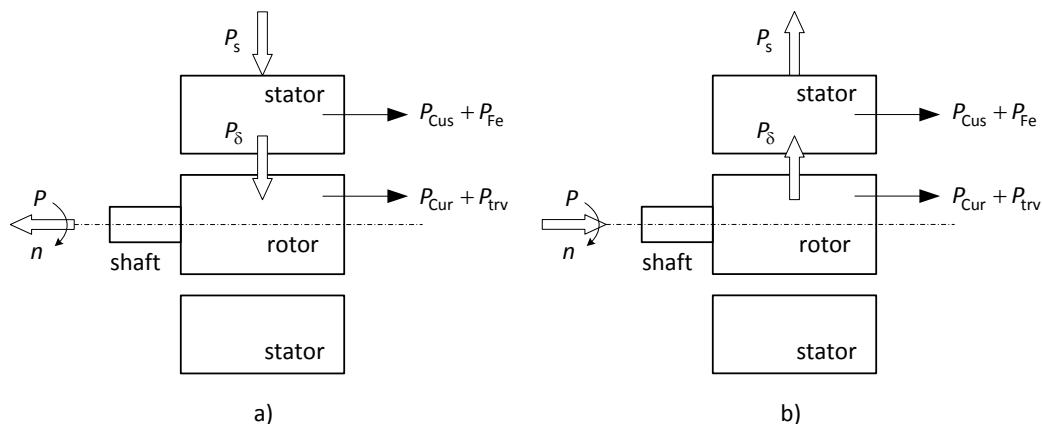 Ps
stator
PCus + PFe
Pδ
PCur + Ptrv
P
n
rotor
shaft
stator
a)
Ps
stator
PCus + PFe
Pδ
PCur + Ptrv
P
n
rotor
shaft
stator
b)